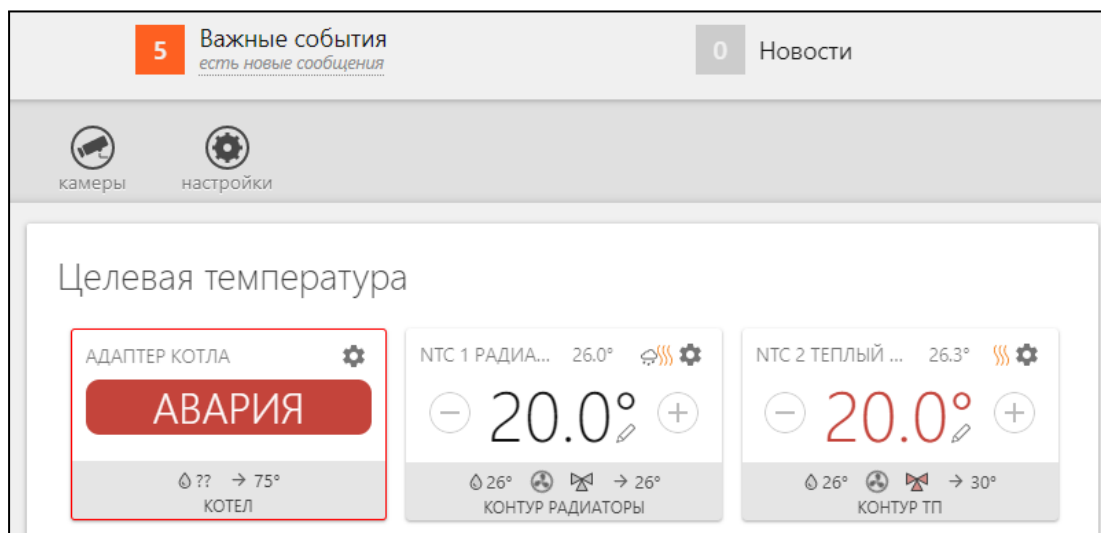 5 Важные события
есть новые сообщения
0 Новости
камеры
настройки
Целевая температура
АДАПТЕР КОТЛА
АВАРИЯ
?? → 75°
КОТЕЛ
NTC 1 РАДИА... 26.0°
20.0°
26° → 26°
КОНТУР РАДИАТОРЫ
NTC 2 ТЕПЛЫЙ ... 26.3°
20.0°
26° → 30°
КОНТУР ТП